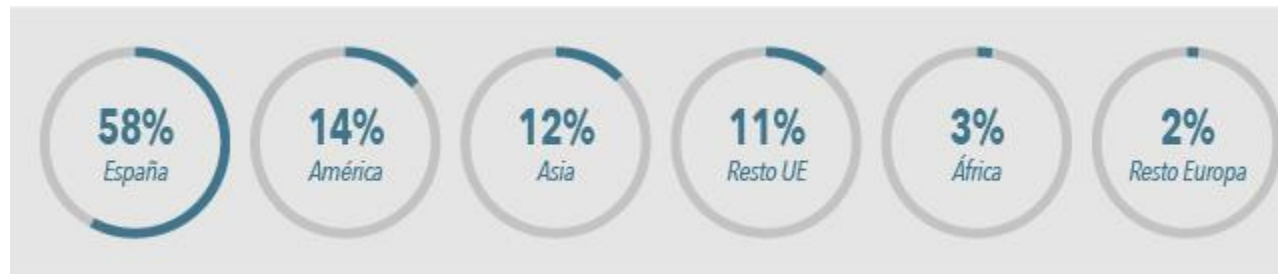 58%
España
14%
América
12%
Asia
11%
Resto UE
3%
África
2%
Resto Europa